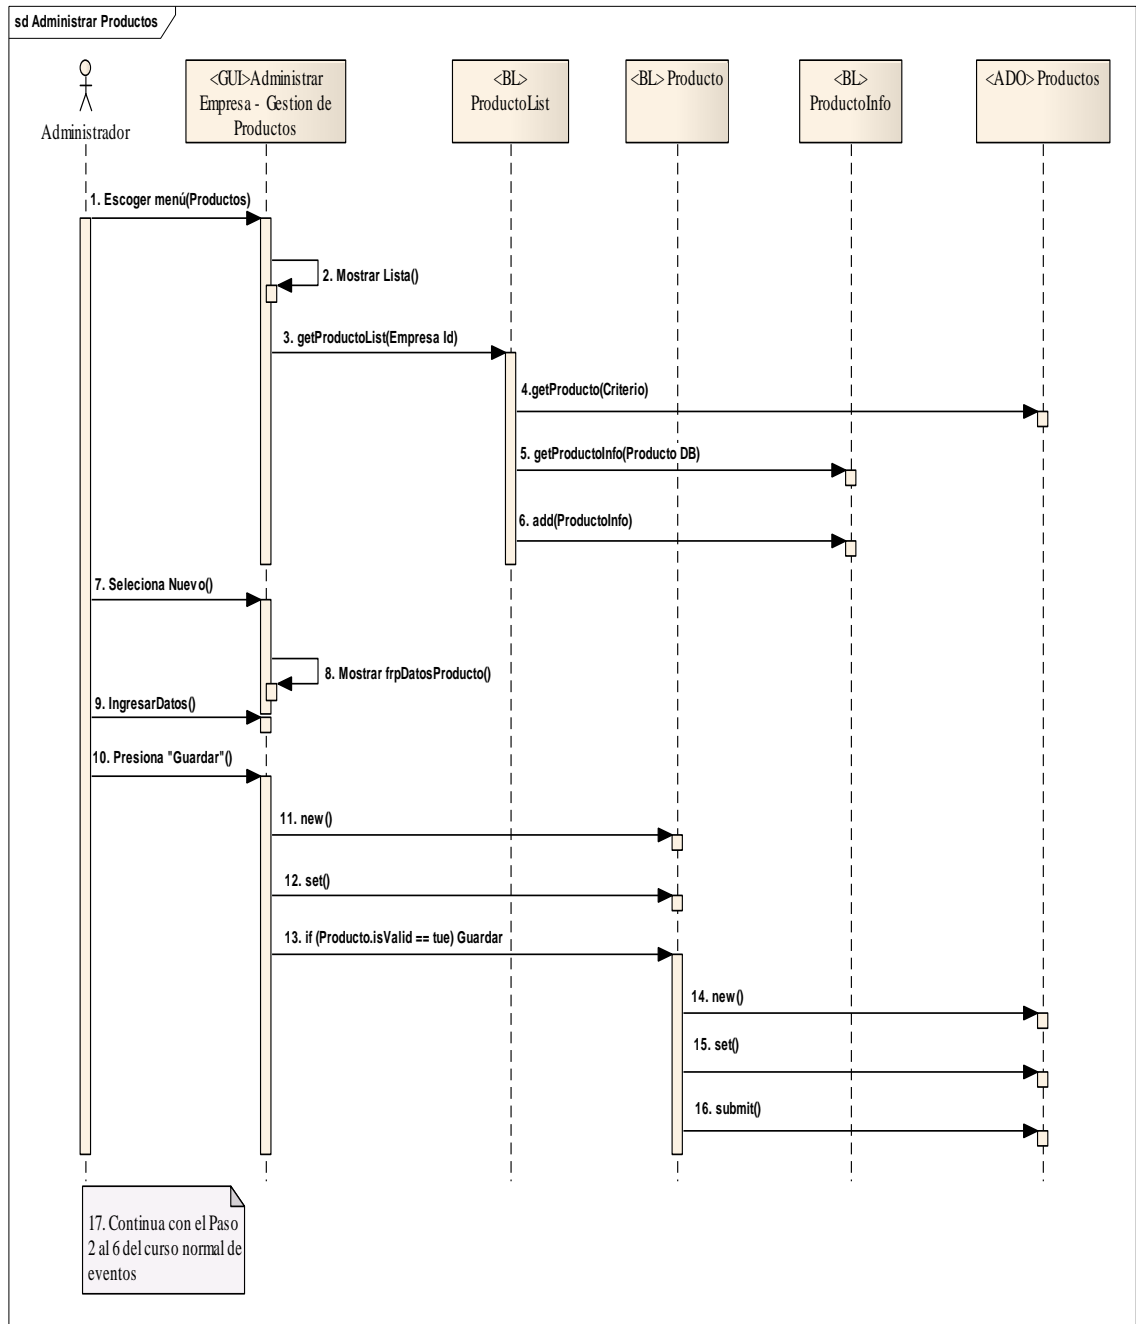 sd Administrar Productos
Administrador
<GUI>Administrar
Empresa - Gestion de
Productos
<BL>
ProductoList
<BL> Producto
<BL>
ProductoInfo
<ADO> Productos
1. Escoger menú(Productos)
2. Mostrar Lista()
3. getProductoList(Empresa Id)
4.getProducto(Criterio)
5. getProductoInfo(Producto DB)
6. add(ProductoInfo)
7. Seleciona Nuevo()
8. Mostrar frpDatosProducto()
9. IngresarDatos()
10. Presiona "Guardar"()
11. new()
12. set()
13. if (Producto.isValid == tue) Guardar
14. new()
15. set()
16. submit()
17. Continua con el Paso
2 al 6 del curso normal de
eventos